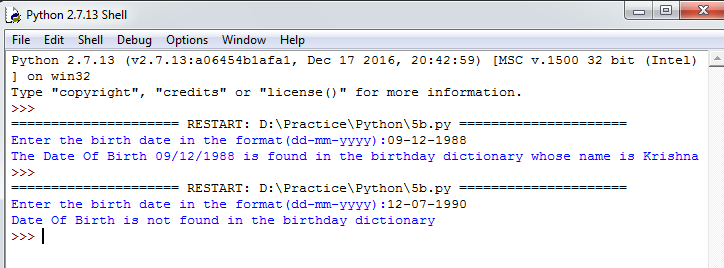 Python 2.7.13 Shell
File Edit Shell Debug Options Window Help
Python 2.7.13 (v2.7.13:a06454b1afa1, Dec 17 2016, 20:42:59) [MSC v.1500 32 bit (Intel)
] on win32
Type "copyright", "credits" or "license()" for more information.
>>>
===================== RESTART: D:\Practice\Python\5b.py =====================
Enter the birth date in the format(dd-mm-yyyy):09-12-1988
The Date Of Birth 09/12/1988 is found in the birthday dictionary whose name is Krishna
>>>
===================== RESTART: D:\Practice\Python\5b.py =====================
Enter the birth date in the format(dd-mm-yyyy):12-07-1990
Date Of Birth is not found in the birthday dictionary
>>>